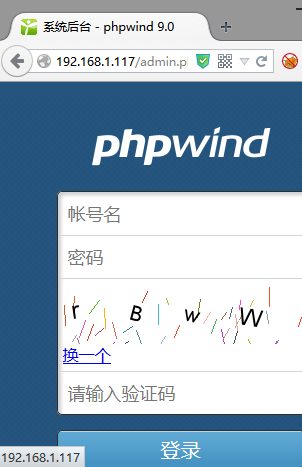 系统后台 - phpwind 9.0
192.168.1.117/admin.p
phpwind
帐号名
密码
r B w W
换一个
请输入验证码
登录
192.168.1.117